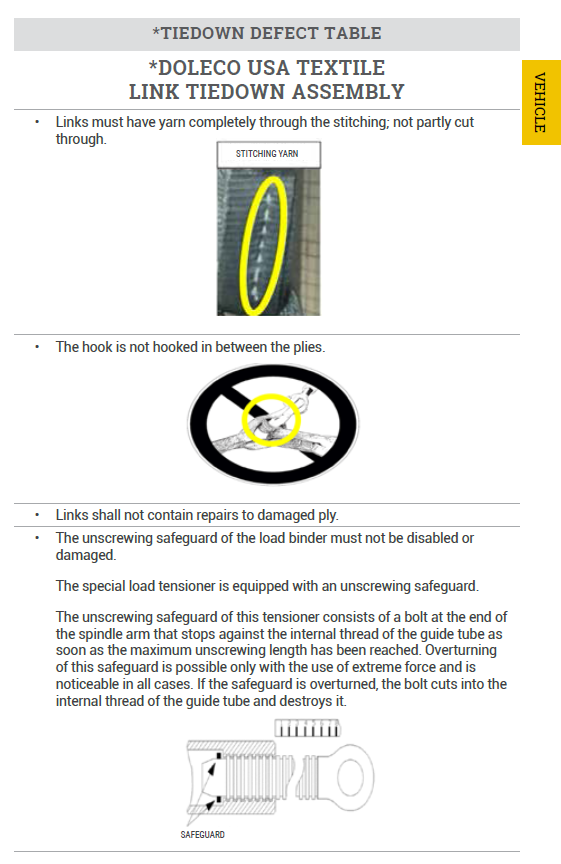 *TIEDOWN DEFECT TABLE
*DOLECO USA TEXTILE
LINK TIEDOWN ASSEMBLY
VEHICLE
• Links must have yarn completely through the stitching; not partly cut
through.
STITCHING YARN
• The hook is not hooked in between the plies.
• Links shall not contain repairs to damaged ply.
• The unscrewing safeguard of the load binder must not be disabled or
damaged.
The special load tensioner is equipped with an unscrewing safeguard.
The unscrewing safeguard of this tensioner consists of a bolt at the end of
the spindle arm that stops against the internal thread of the guide tube as
soon as the maximum unscrewing length has been reached. Overturning
of this safeguard is possible only with the use of extreme force and is
noticeable in all cases. If the safeguard is overturned, the bolt cuts into the
internal thread of the guide tube and destroys it.
SAFEGUARD